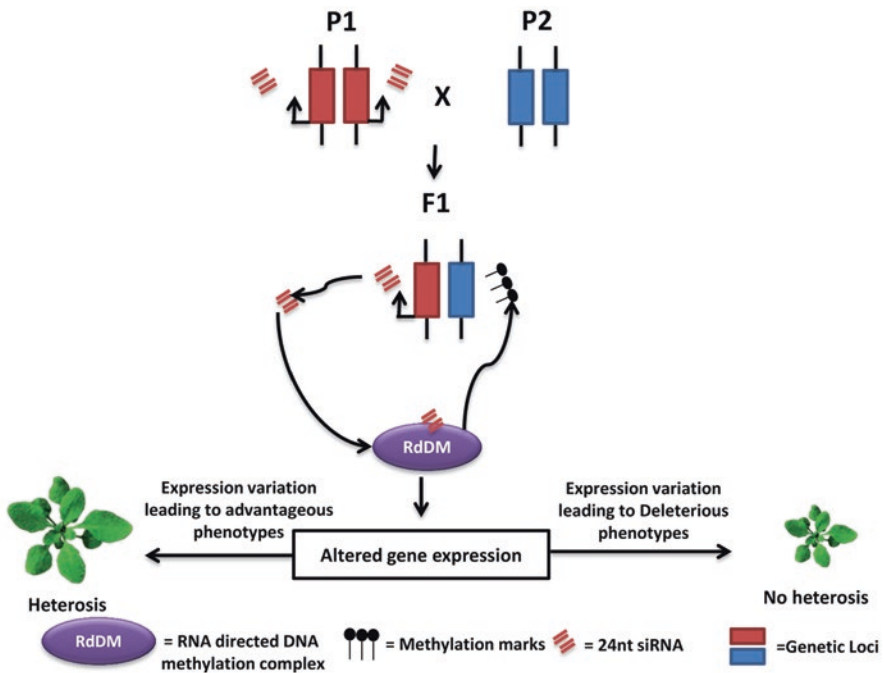 P1
P2
X
F1
RdDM
Expression variation
leading to advantageous
phenotypes
Expression variation
leading to Deleterious
phenotypes
Altered gene expression
Heterosis
No heterosis
RdDM
= RNA directed DNA
methylation complex
= Methylation marks
= 24nt siRNA
=Genetic Loci